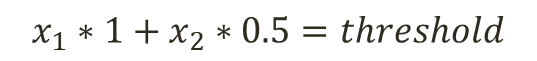 x₁ * 1 + x₂ * 0.5 = threshold